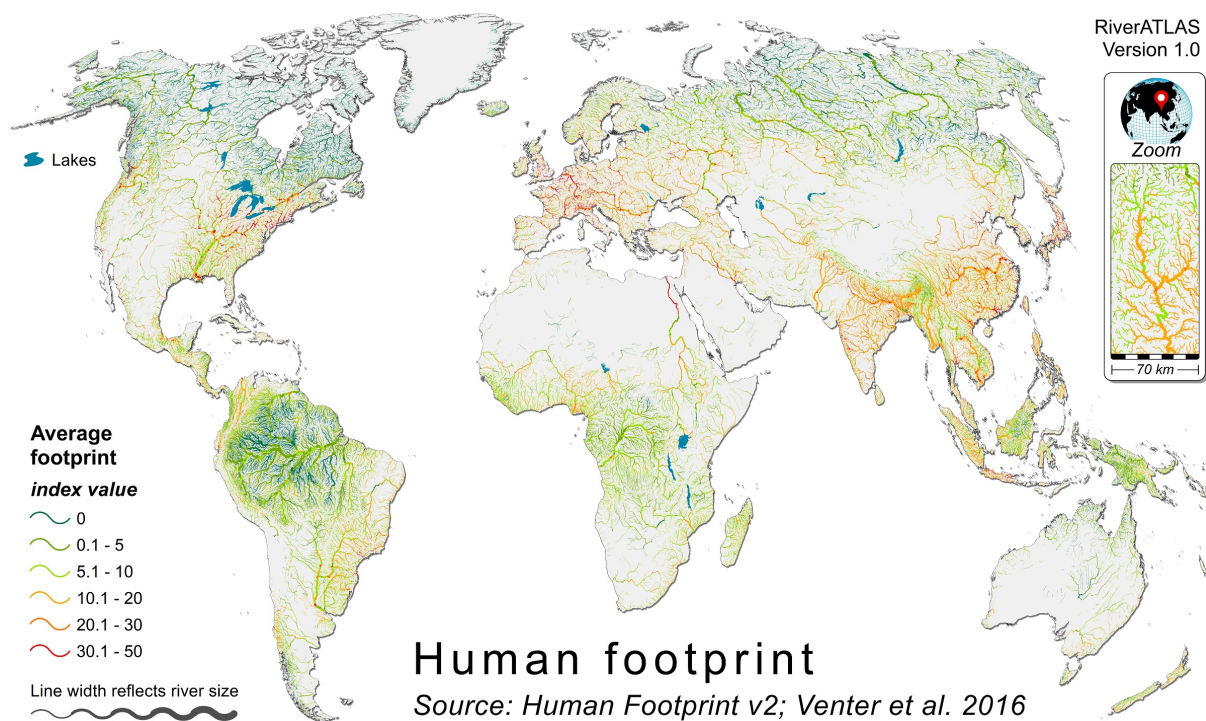 RiverATLAS
Version 1.0
Zoom
70 km
Lakes
Average
footprint
index value
0
0.1 - 5
5.1 - 10
10.1 - 20
20.1 - 30
30.1 - 50
Line width reflects river size
Human footprint
Source: Human Footprint v2; Venter et al. 2016